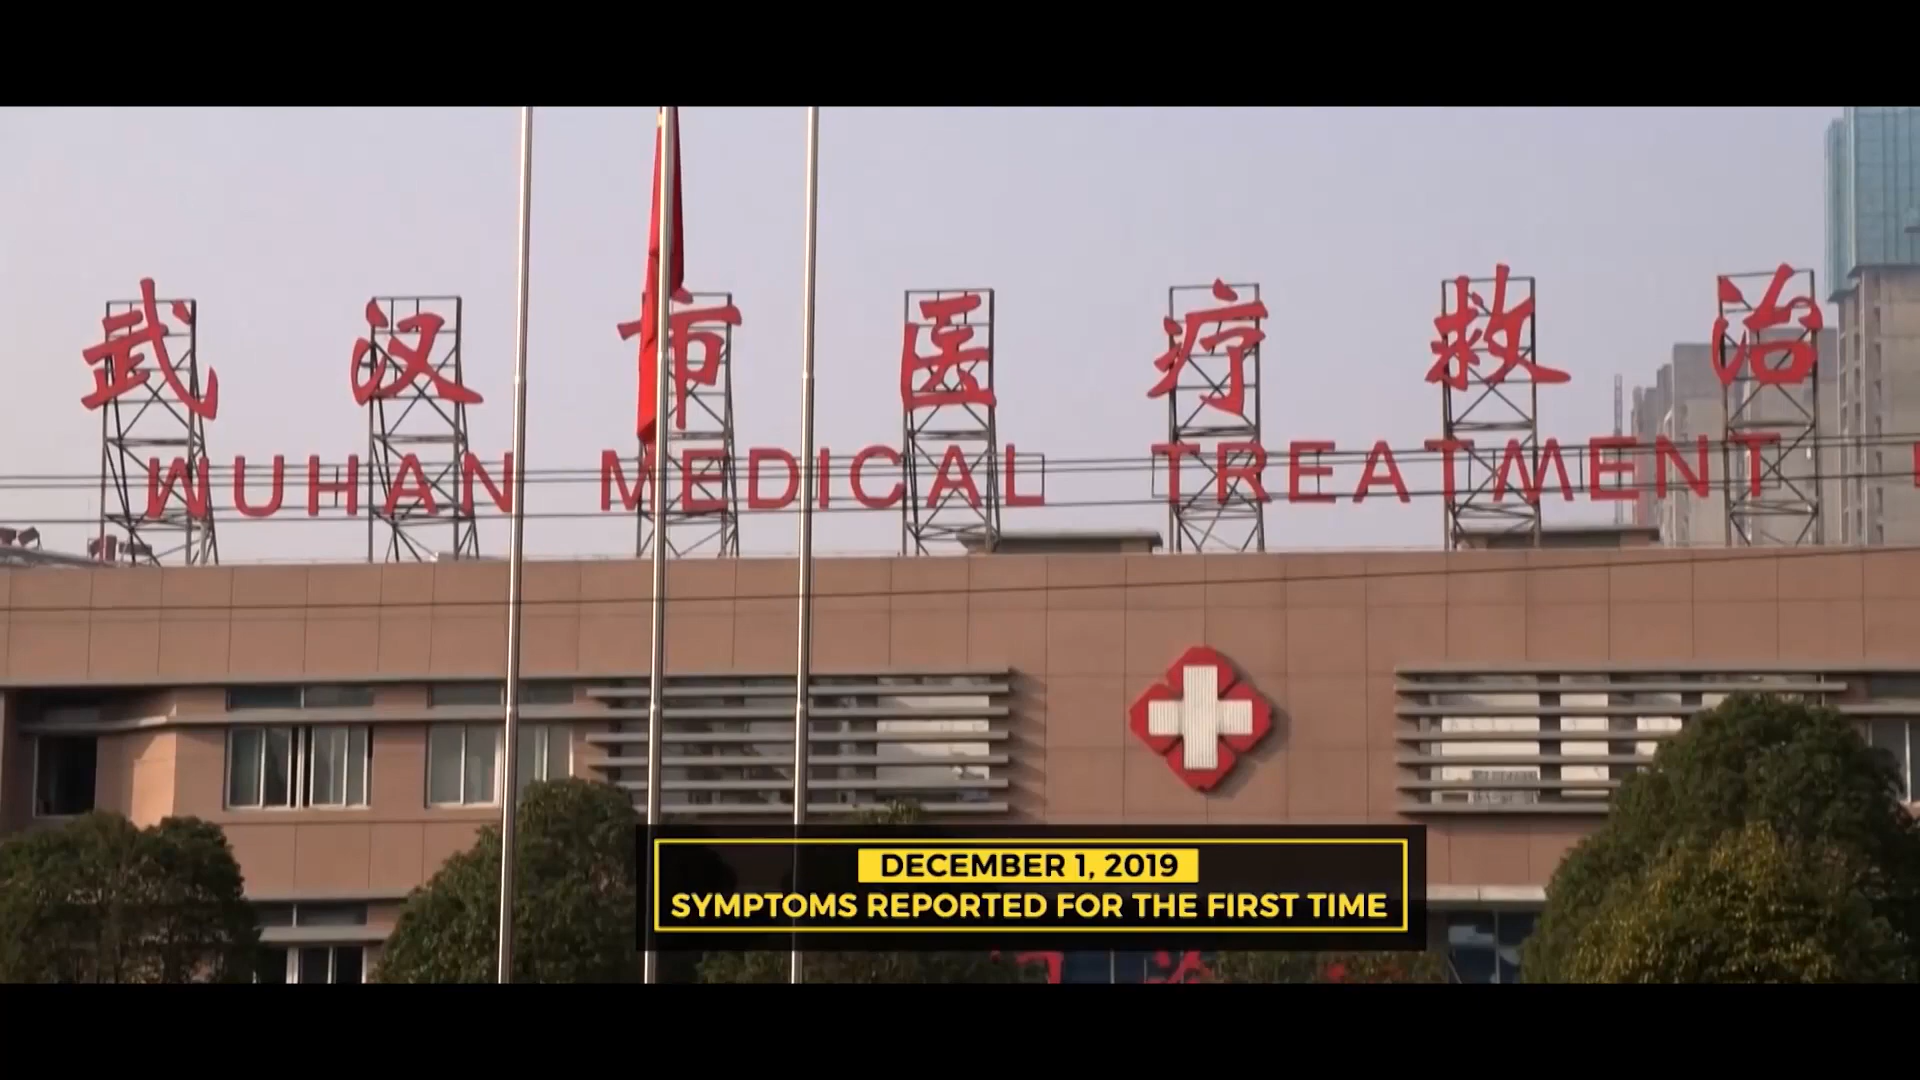 武汉市医疗救治
WUHAN MEDICAL TREATMENT
DECEMBER 1, 2019
SYMPTOMS REPORTED FOR THE FIRST TIME